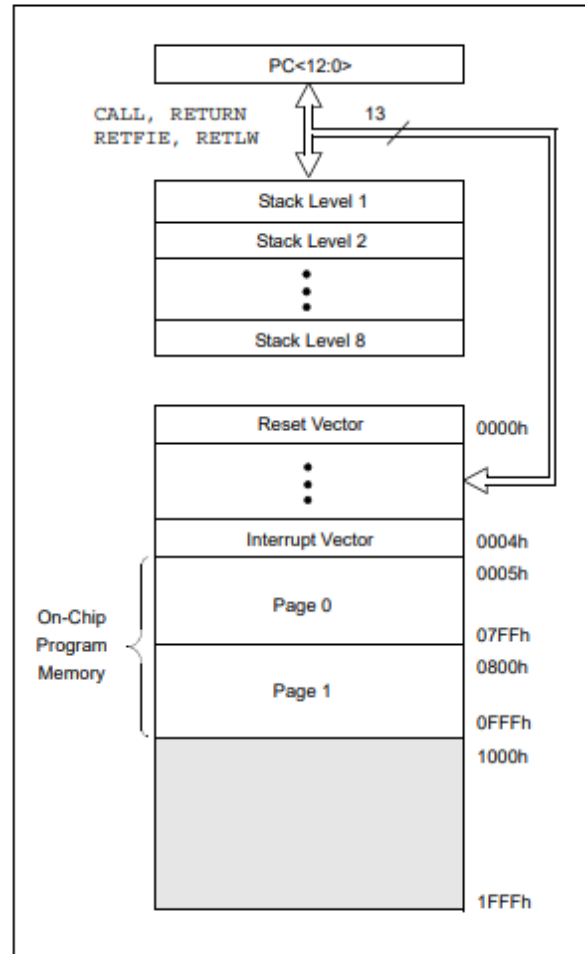 PC<12:0>
CALL, RETURN
13
RETFIE, RETLW
Stack Level 1
Stack Level 2
Stack Level 8
Reset Vector
0000h
Interrupt Vector
0004h
0005h
On-Chip
Program
Memory
Page 0
07FFh
0800h
Page 1
0FFFh
1000h
1FFFh